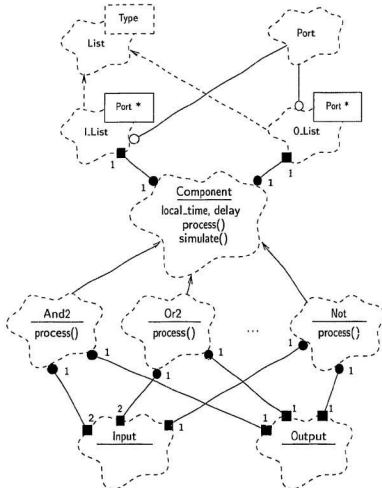 Type
List
Port
Port *
Port *
I_List
O_List
1
1
1
1
Component
local_time, delay
process()
simulate()
And2
process()
Or2
process()
...
Not
process()
1
1
1
1
1
1
2
2
1
1
1
1
Input
Output